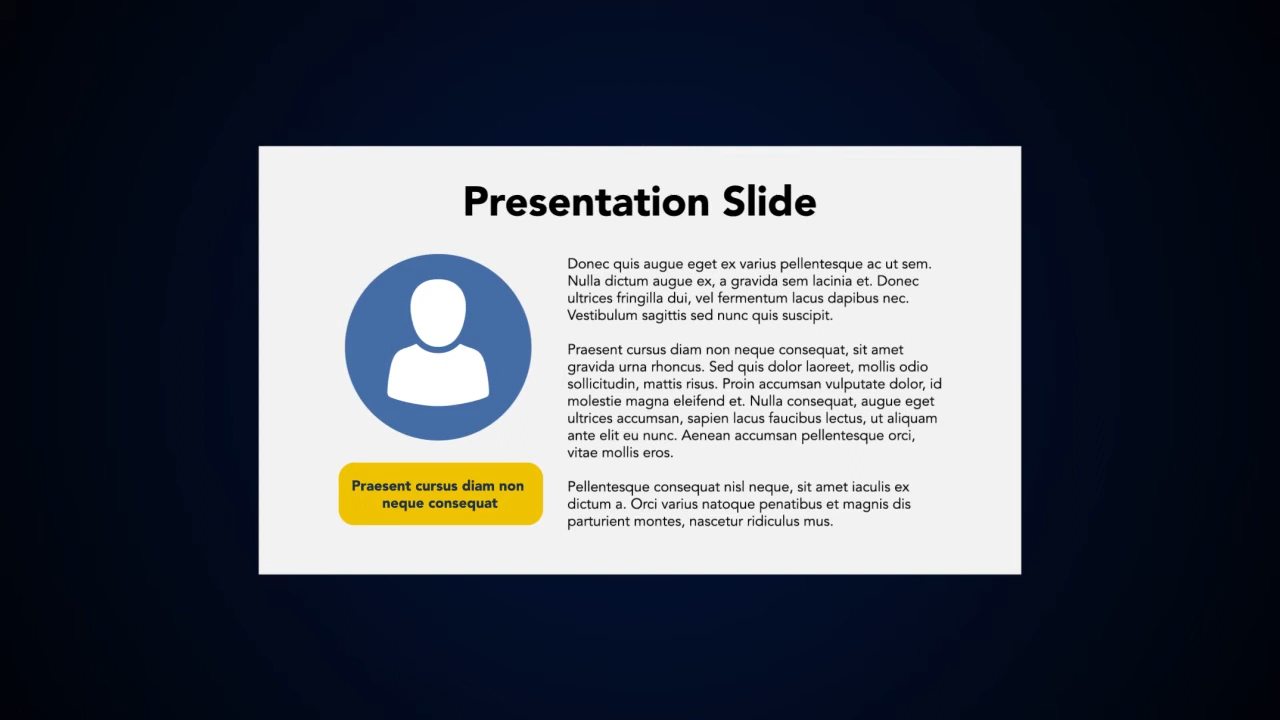 Presentation Slide
Donec quis augue eget ex varius pellentesque ac ut sem.
Nulla dictum augue ex, a gravida sem lacinia et. Donec
ultrices fringilla dui, vel fermentum lacus dapibus nec.
Vestibulum sagittis sed nunc quis suscipit.
Praesent cursus diam non neque consequat, sit amet
gravida urna rhoncus. Sed quis dolor laoreet, mollis odio
sollicitudin, mattis risus. Proin accumsan vulputate dolor, id
molestie magna eleifend et. Nulla consequat, augue eget
ultrices accumsan, sapien lacus faucibus lectus, ut aliquam
ante elit eu nunc. Aenean accumsan pellentesque orci,
vitae mollis eros.
Pellentesque consequat nisl neque, sit amet iaculis ex
dictum a. Orci varius natoque penatibus et magnis dis
parturient montes, nascetur ridiculus mus.
Praesent cursus diam non
neque consequat